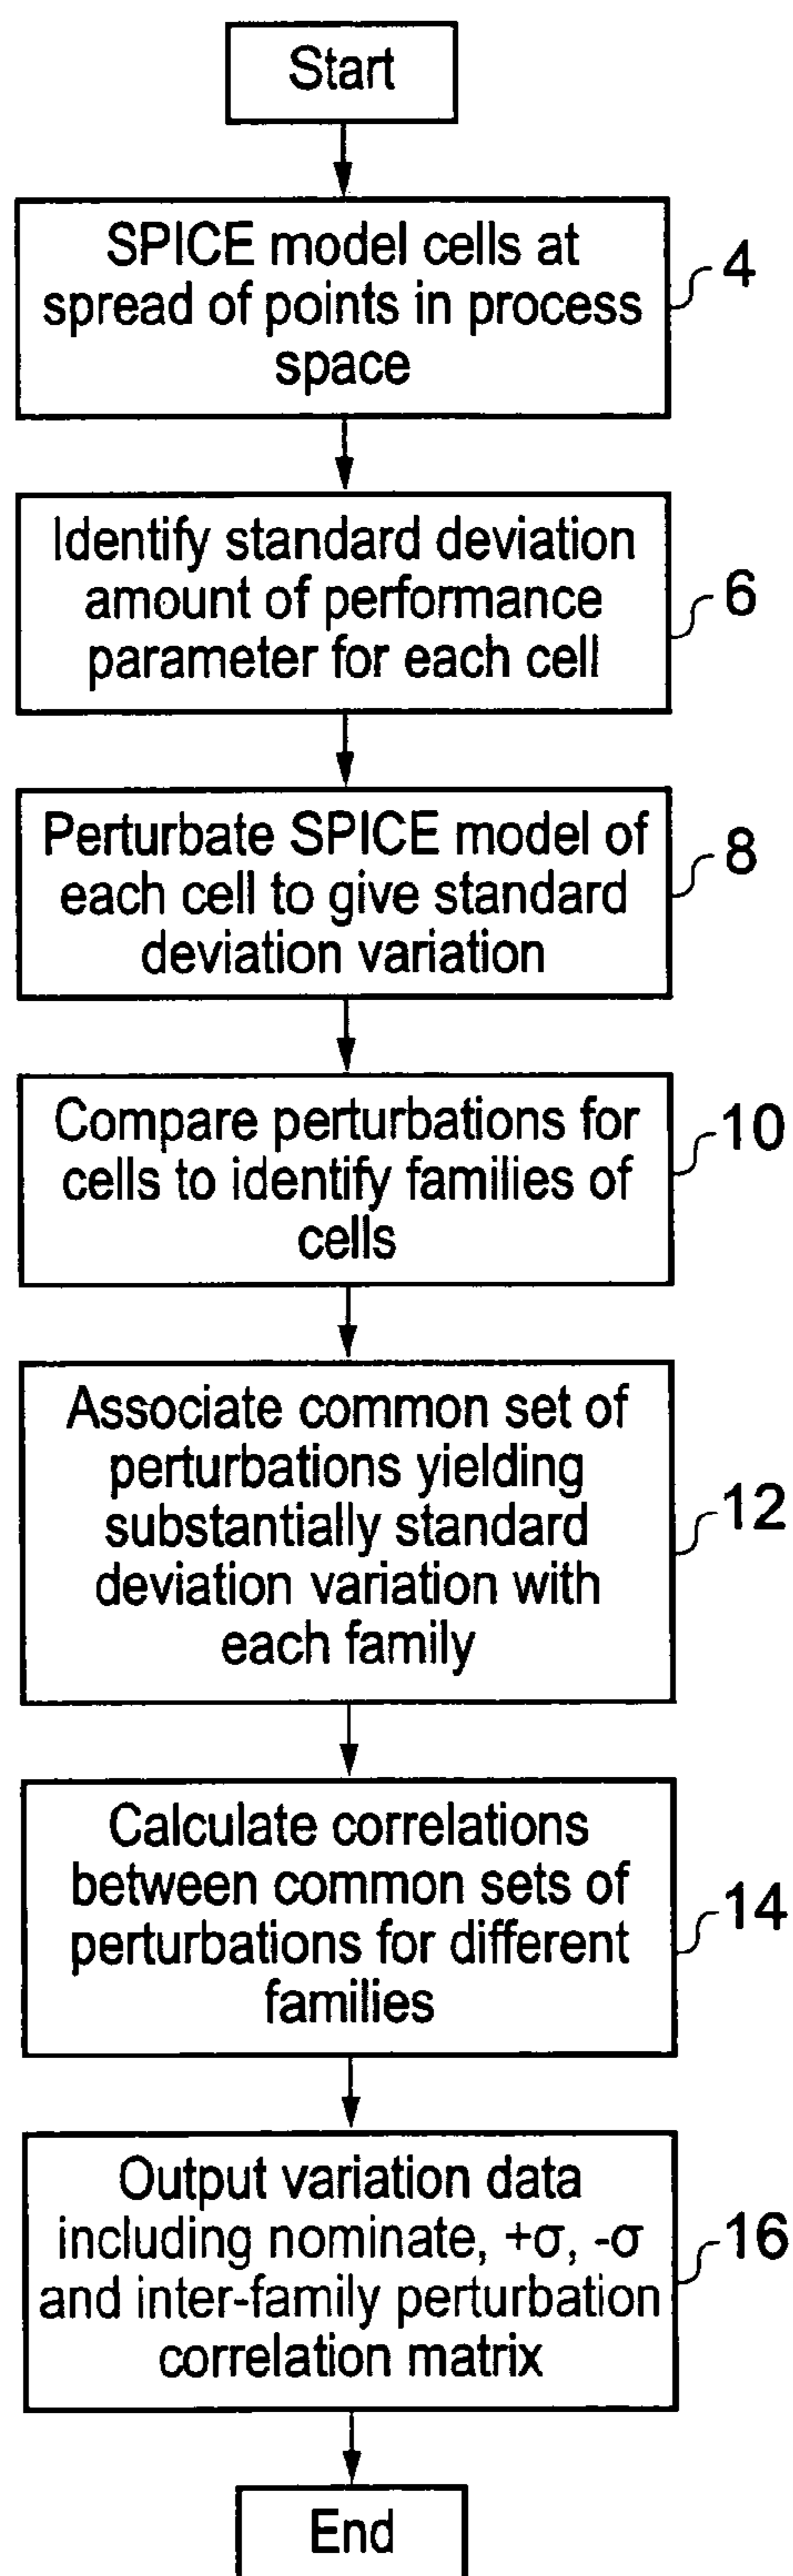 Start
SPICE model cells at
spread of points in process
space
4
Identify standard deviation
amount of performance
parameter for each cell
6
Perturbate SPICE model of
each cell to give standard
deviation variation
8
Compare perturbations for
cells to identify families of
cells
10
Associate common set of
perturbations yielding
substantially standard
deviation variation with
each family
12
Calculate correlations
between common sets of
perturbations for different
families
14
Output variation data
including nominate, +σ, -σ
and inter-family perturbation
correlation matrix
16
End